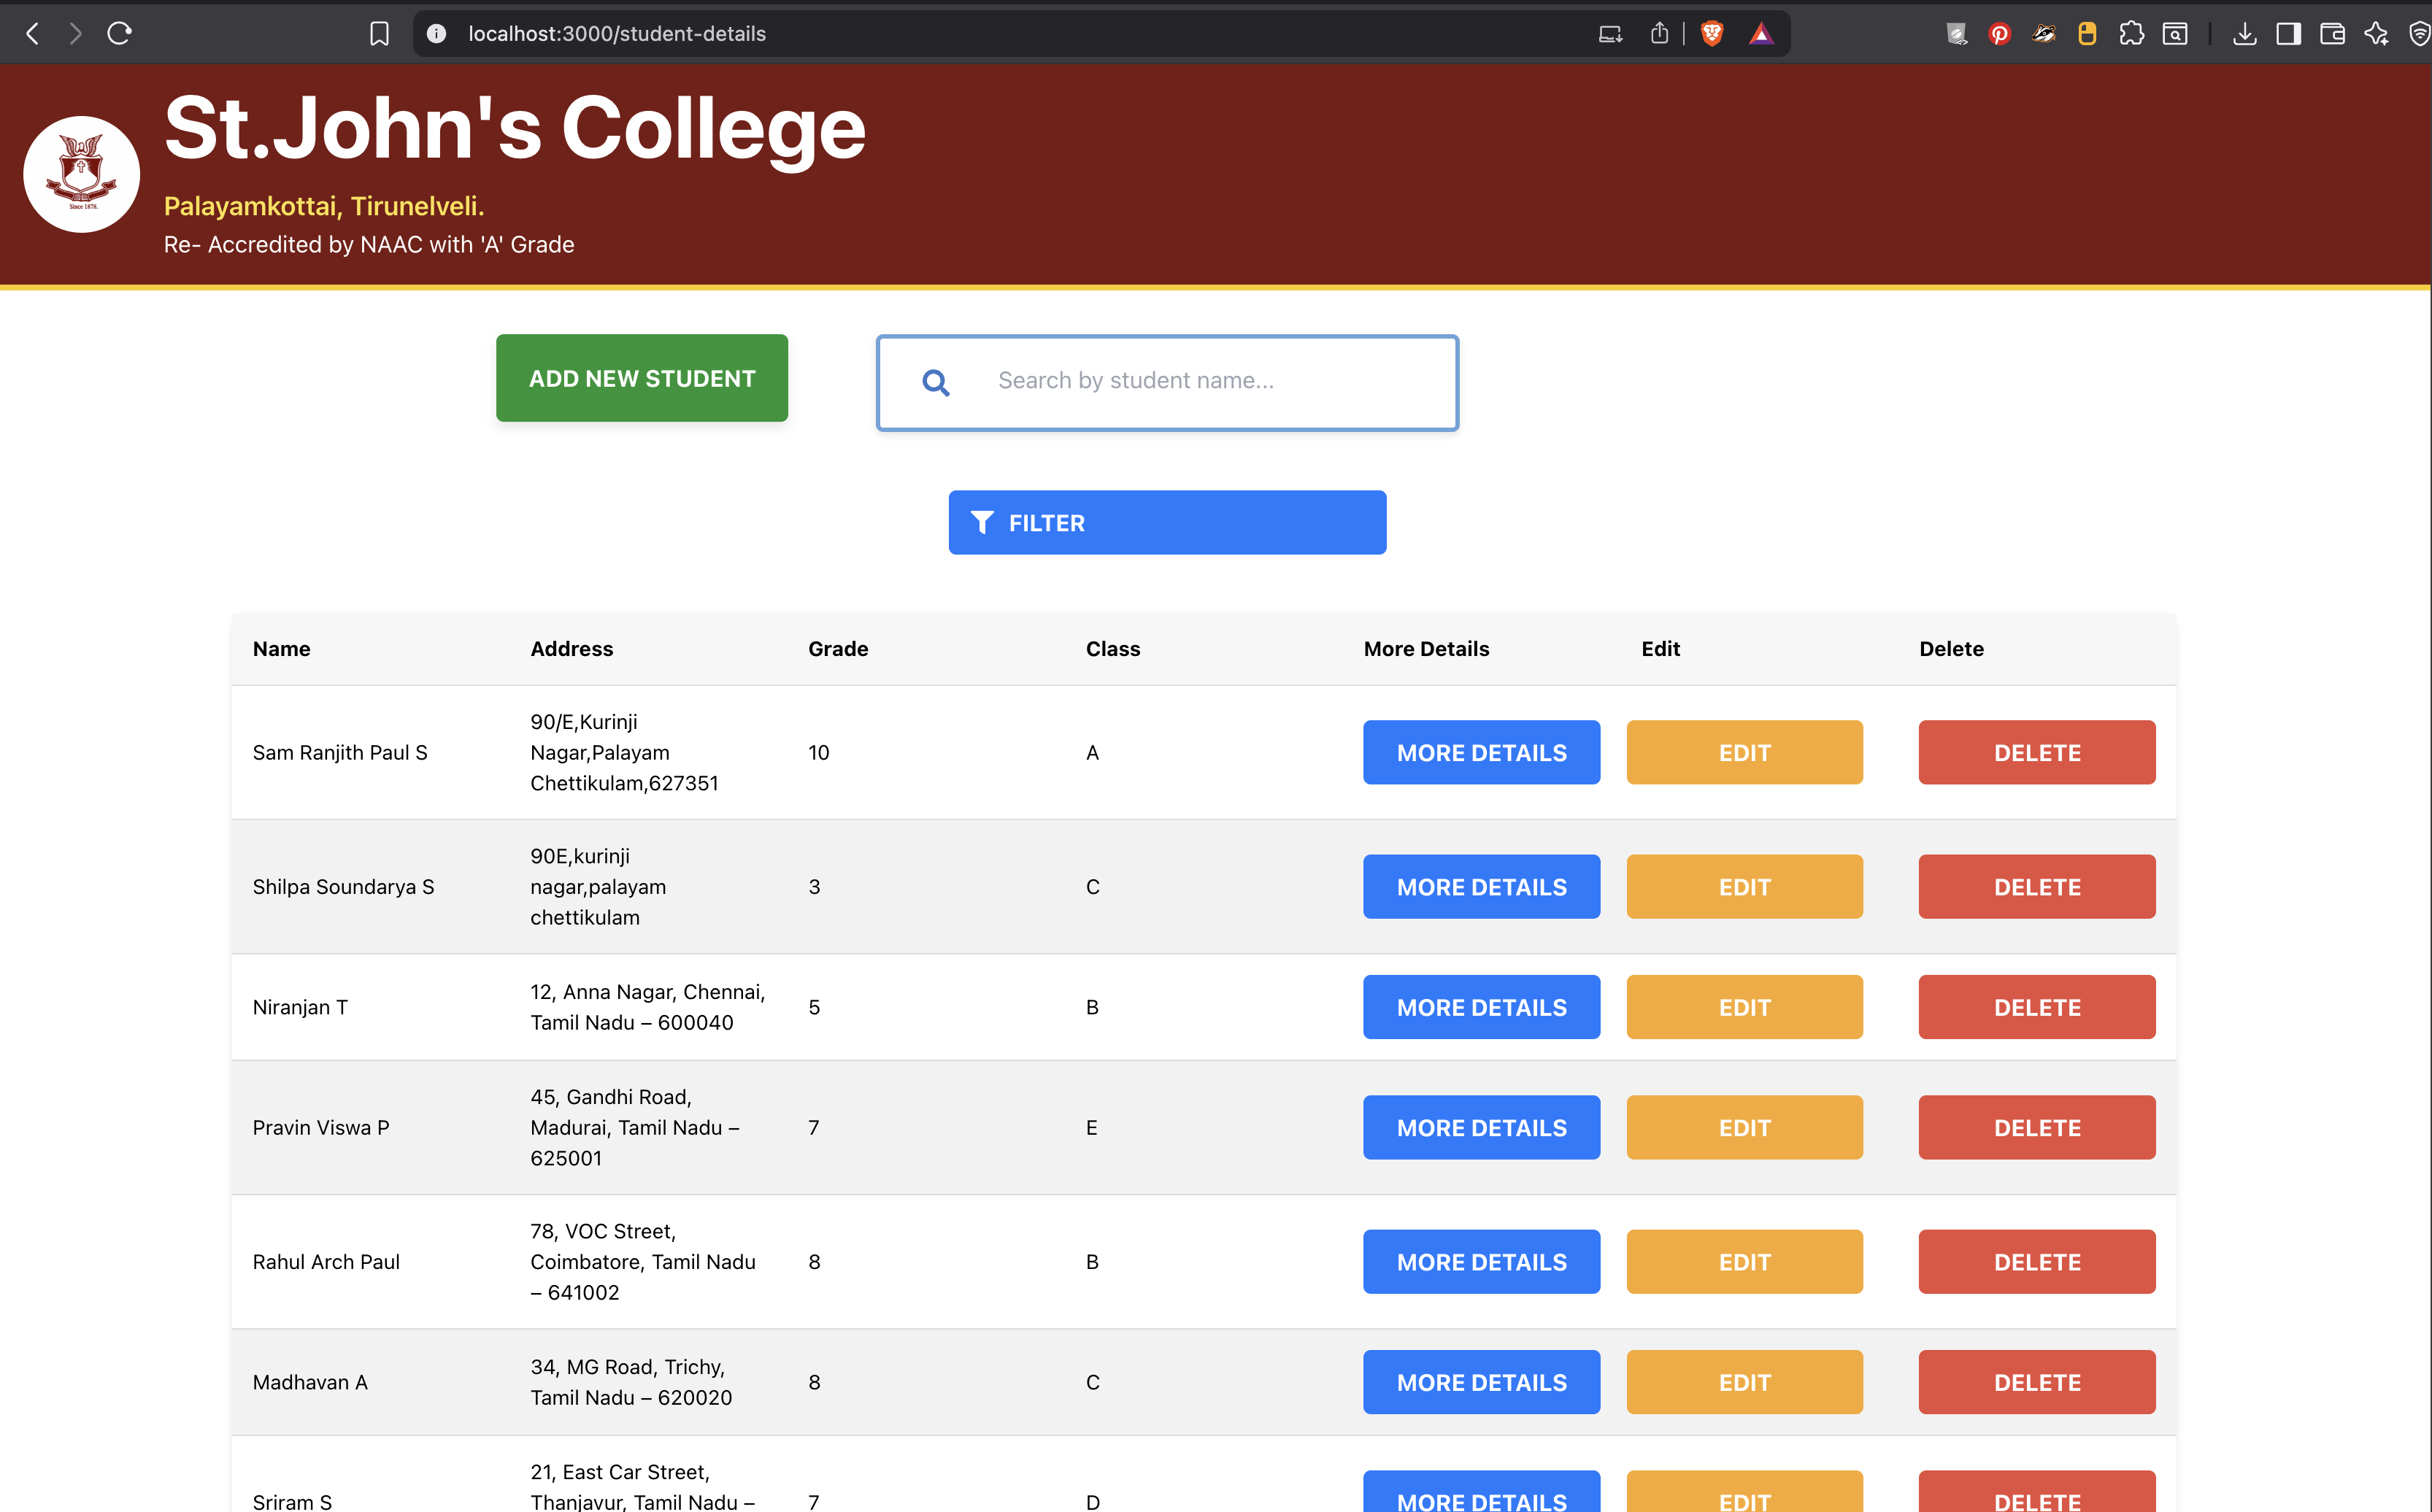 localhost:3000/student-details
St.John's College
Palayamkottai, Tirunelveli.
Re- Accredited by NAAC with 'A' Grade
Since 1878.
ADD NEW STUDENT
Search by student name...
FILTER
Name Address Grade Class More Details Edit Delete
90/E,Kurinji
Sam Ranjith Paul S Nagar,Palayam 10 A MORE DETAILS EDIT DELETE
Chettikulam,627351
90E,kurinji
Shilpa Soundarya S nagar,palayam 3 C MORE DETAILS EDIT DELETE
chettikulam
12, Anna Nagar, Chennai,
Niranjan T 5 B MORE DETAILS EDIT DELETE
Tamil Nadu – 600040
45, Gandhi Road,
Pravin Viswa P Madurai, Tamil Nadu – 7 E MORE DETAILS EDIT DELETE
625001
78, VOC Street,
Rahul Arch Paul Coimbatore, Tamil Nadu 8 B MORE DETAILS EDIT DELETE
– 641002
34, MG Road, Trichy,
Madhavan A 8 C MORE DETAILS EDIT DELETE
Tamil Nadu – 620020
21, East Car Street,
Sriram S Thanjavur, Tamil Nadu – 7 D MORE DETAILS EDIT DELETE